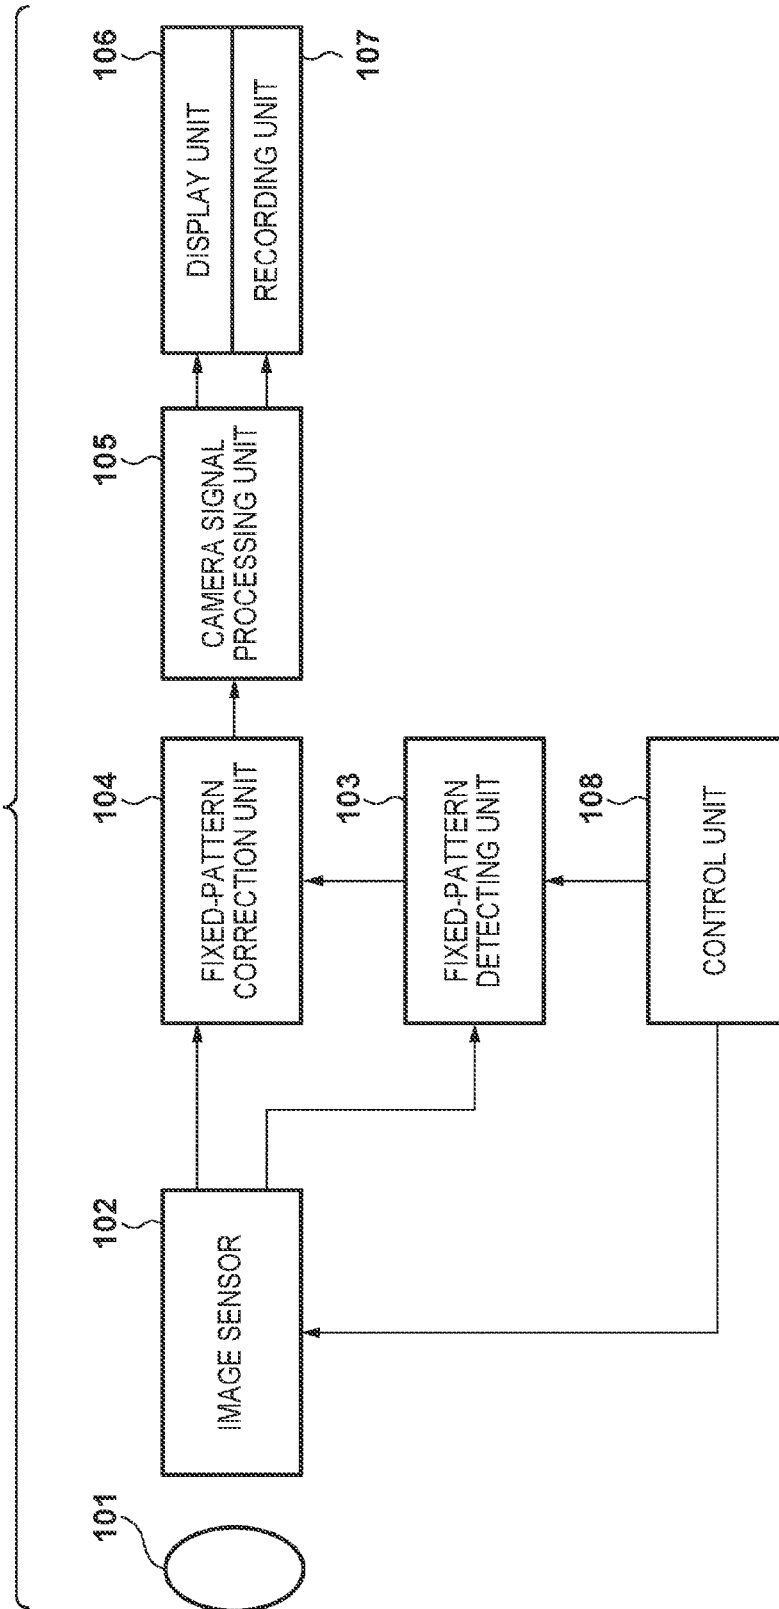 101
102
IMAGE SENSOR
104
FIXED-PATTERN
CORRECTION UNIT
103
FIXED-PATTERN
DETECTING UNIT
108
CONTROL UNIT
105
CAMERA SIGNAL
PROCESSING UNIT
106
DISPLAY UNIT
RECORDING UNIT
107